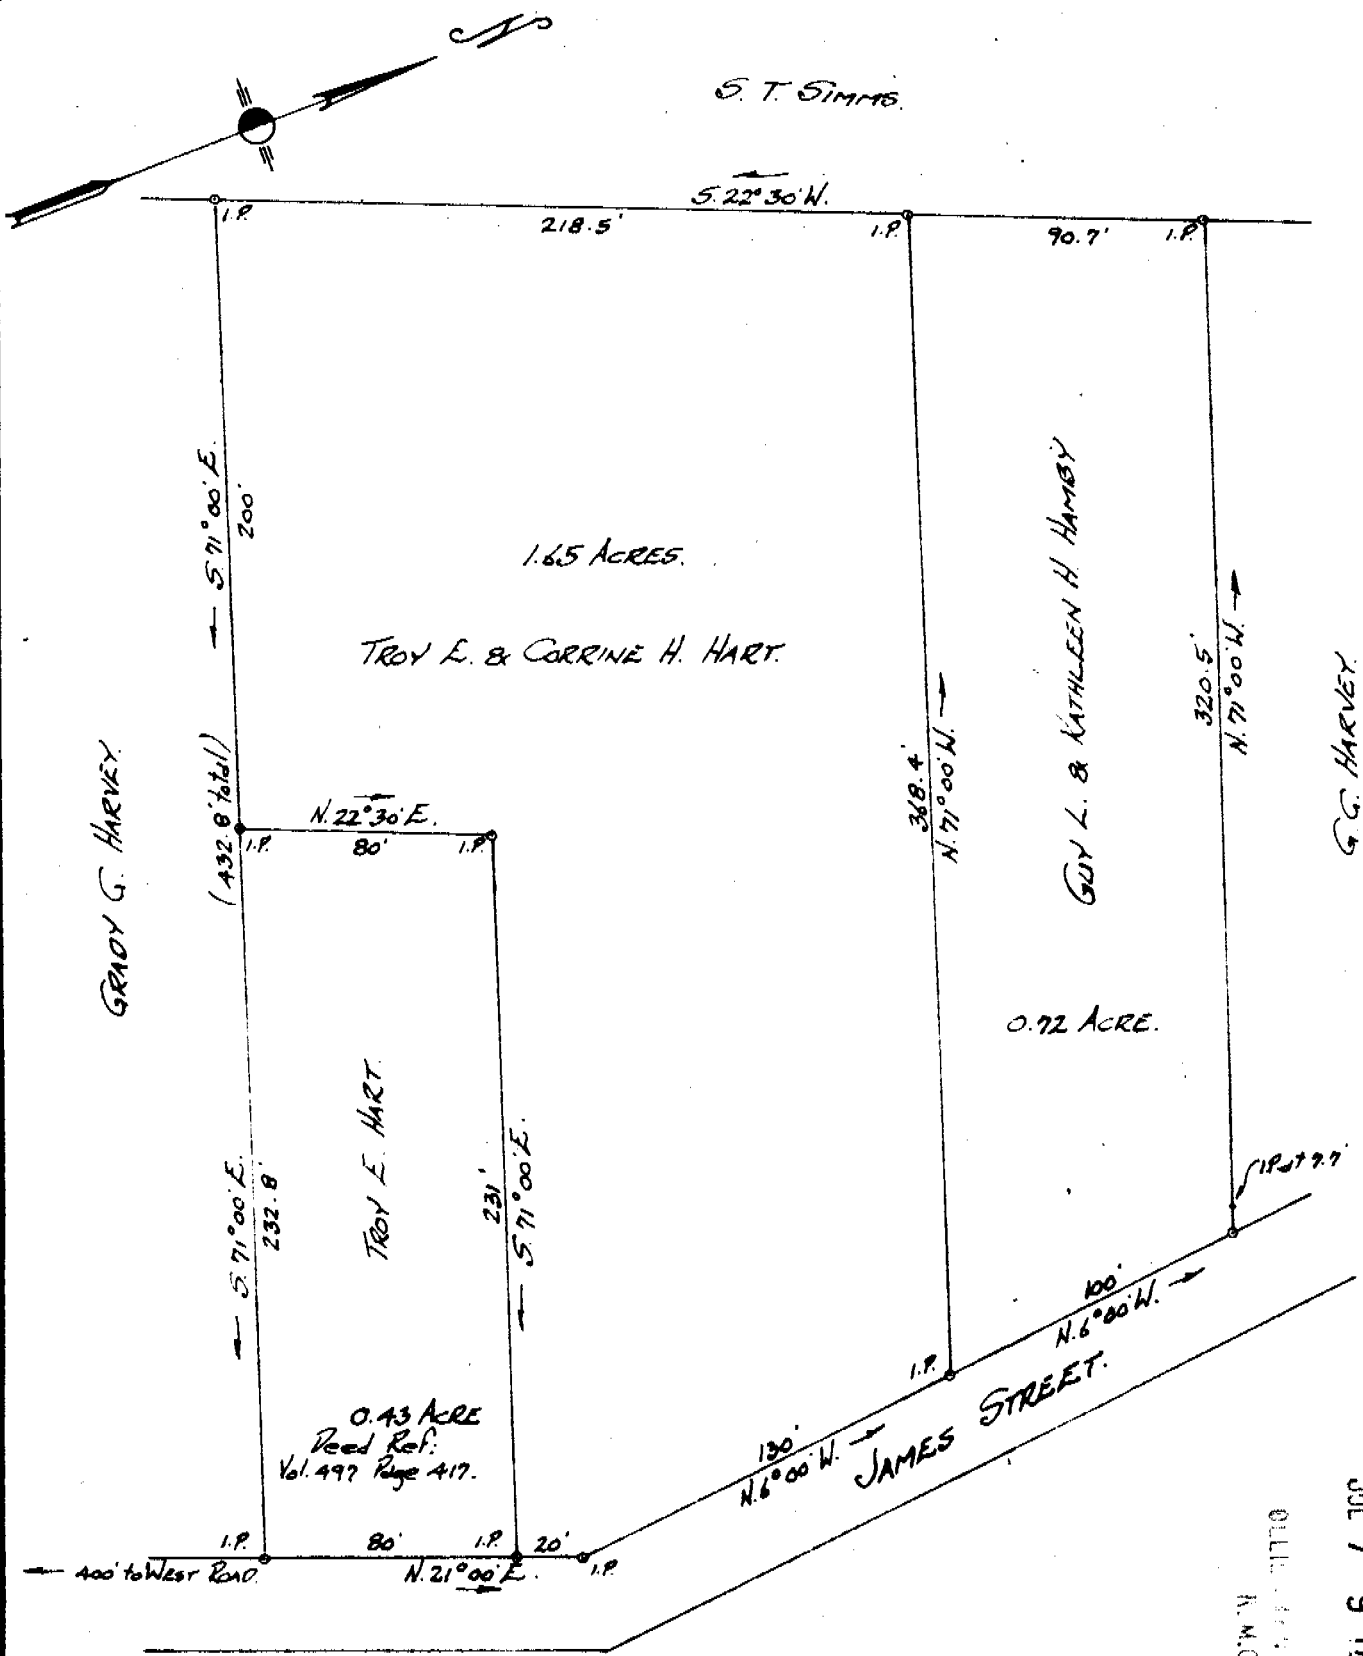 N
S. T. SIMMS.
S. 22° 30' W.
I.P.
218.5'
I.P.
90.7'
I.P.
S. 71° 00' E.
200'
1.65 ACRES.
TROY E. & CORRINE H. HART.
GUY L. & KATHLEEN H. HAMBY
320.5'
N. 71° 00' W.
G. G. HARVEY.
368.4'
N. 71° 00' W.
GRADY G. HARVEY.
(432.8' total)
N. 22° 30' E.
I.P.
80'
I.P.
0.72 ACRE.
TROY E. HART.
S. 71° 00' E.
232.8'
231'
S. 71° 00' E.
I.P. at 7.7'
100'
N. 6° 00' W.
I.P.
JAMES STREET.
130'
N. 6° 00' W.
0.43 ACRE
Deed Ref:
Vol. 497 Page 417.
I.P.
80'
I.P.
20'
I.P.
400' to WEST ROAD.
N. 21° 00' E.